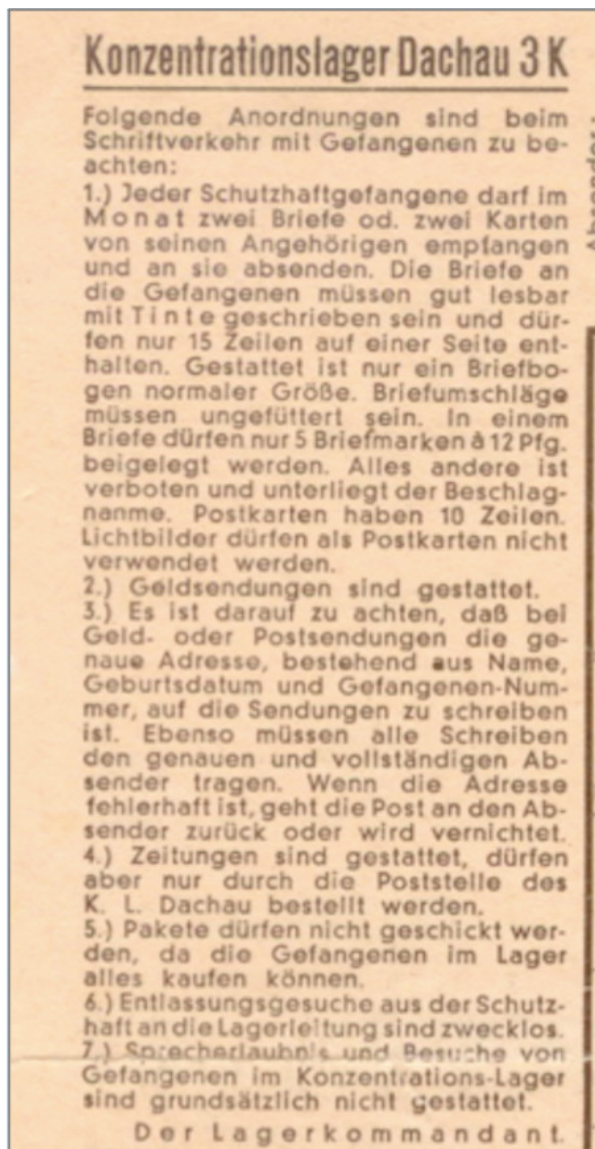 Konzentrationslager Dachau 3 K
Folgende Anordnungen sind beim
Schriftverkehr mit Gefangenen zu be-
achten:
1.) Jeder Schutzhaftgefangene darf im
Monat zwei Briefe od. zwei Karten
von seinen Angehörigen empfangen
und an sie absenden. Die Briefe an
die Gefangenen müssen gut lesbar
mit Tinte geschrieben sein und dür-
fen nur 15 Zeilen auf einer Seite ent-
halten. Gestattet ist nur ein Briefbo-
gen normaler Größe. Briefumschläge
müssen ungefüttert sein. In einem
Briefe dürfen nur 5 Briefmarken à 12 Pfg.
beigelegt werden. Alles andere ist
verboten und unterliegt der Beschlag-
nahme. Postkarten haben 10 Zeilen.
Lichtbilder dürfen als Postkarten nicht
verwendet werden.
2.) Geldsendungen sind gestattet.
3.) Es ist darauf zu achten, daß bei
Geld- oder Postsendungen die ge-
naue Adresse, bestehend aus Name,
Geburtsdatum und Gefangenen-Num-
mer, auf die Sendungen zu schreiben
ist. Ebenso müssen alle Schreiben
den genauen und vollständigen Ab-
sender tragen. Wenn die Adresse
fehlerhaft ist, geht die Post an den Ab-
sender zurück oder wird vernichtet.
4.) Zeitungen sind gestattet, dürfen
aber nur durch die Poststelle des
K. L. Dachau bestellt werden.
5.) Pakete dürfen nicht geschickt wer-
den, da die Gefangenen im Lager
alles kaufen können.
6.) Entlassungsgesuche aus der Schutz-
haft an die Lagerleitung sind zwecklos.
7.) Sprecherlaubnis und Besuche von
Gefangenen im Konzentrations-Lager
sind grundsätzlich nicht gestattet.
Der Lagerkommandant.